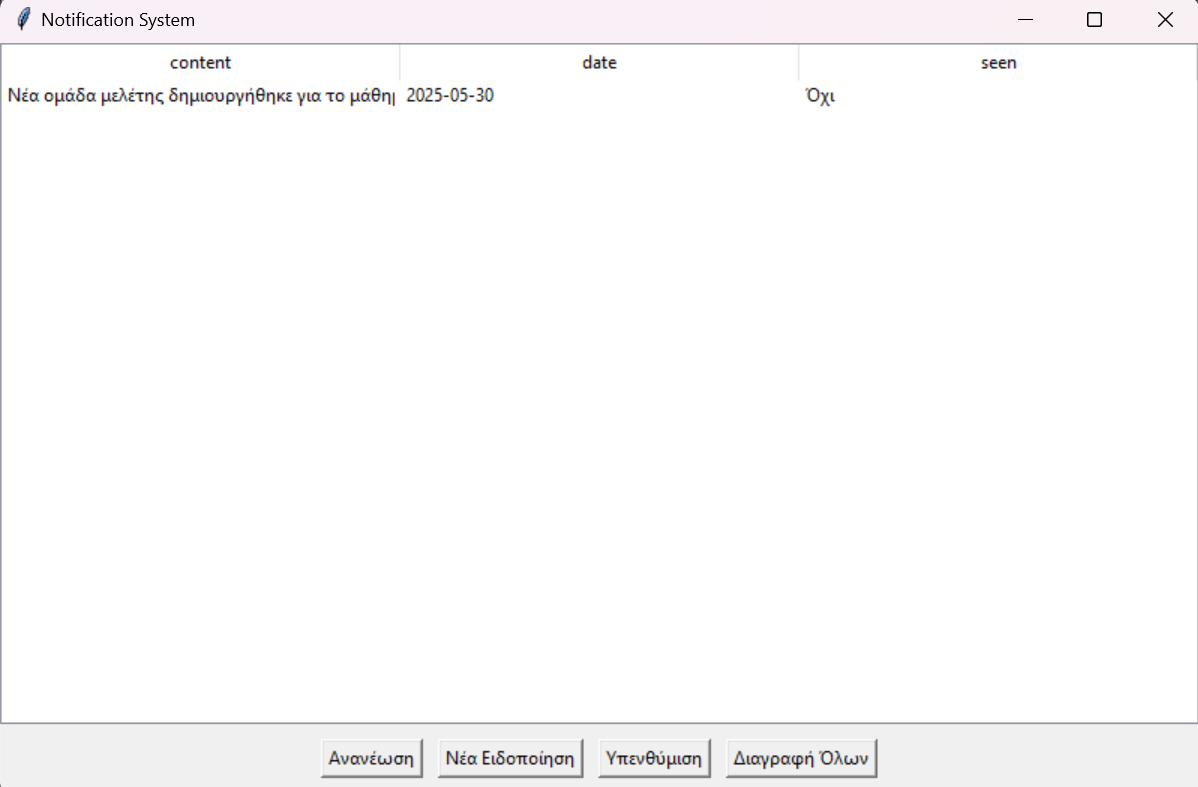 Notification System
content date seen
Νέα ομάδα μελέτης δημιουργήθηκε για το 2025-05-30 Όχι
Ανανέωση Νέα Ειδοποίηση Υπενθύμιση Διαγραφή Όλων